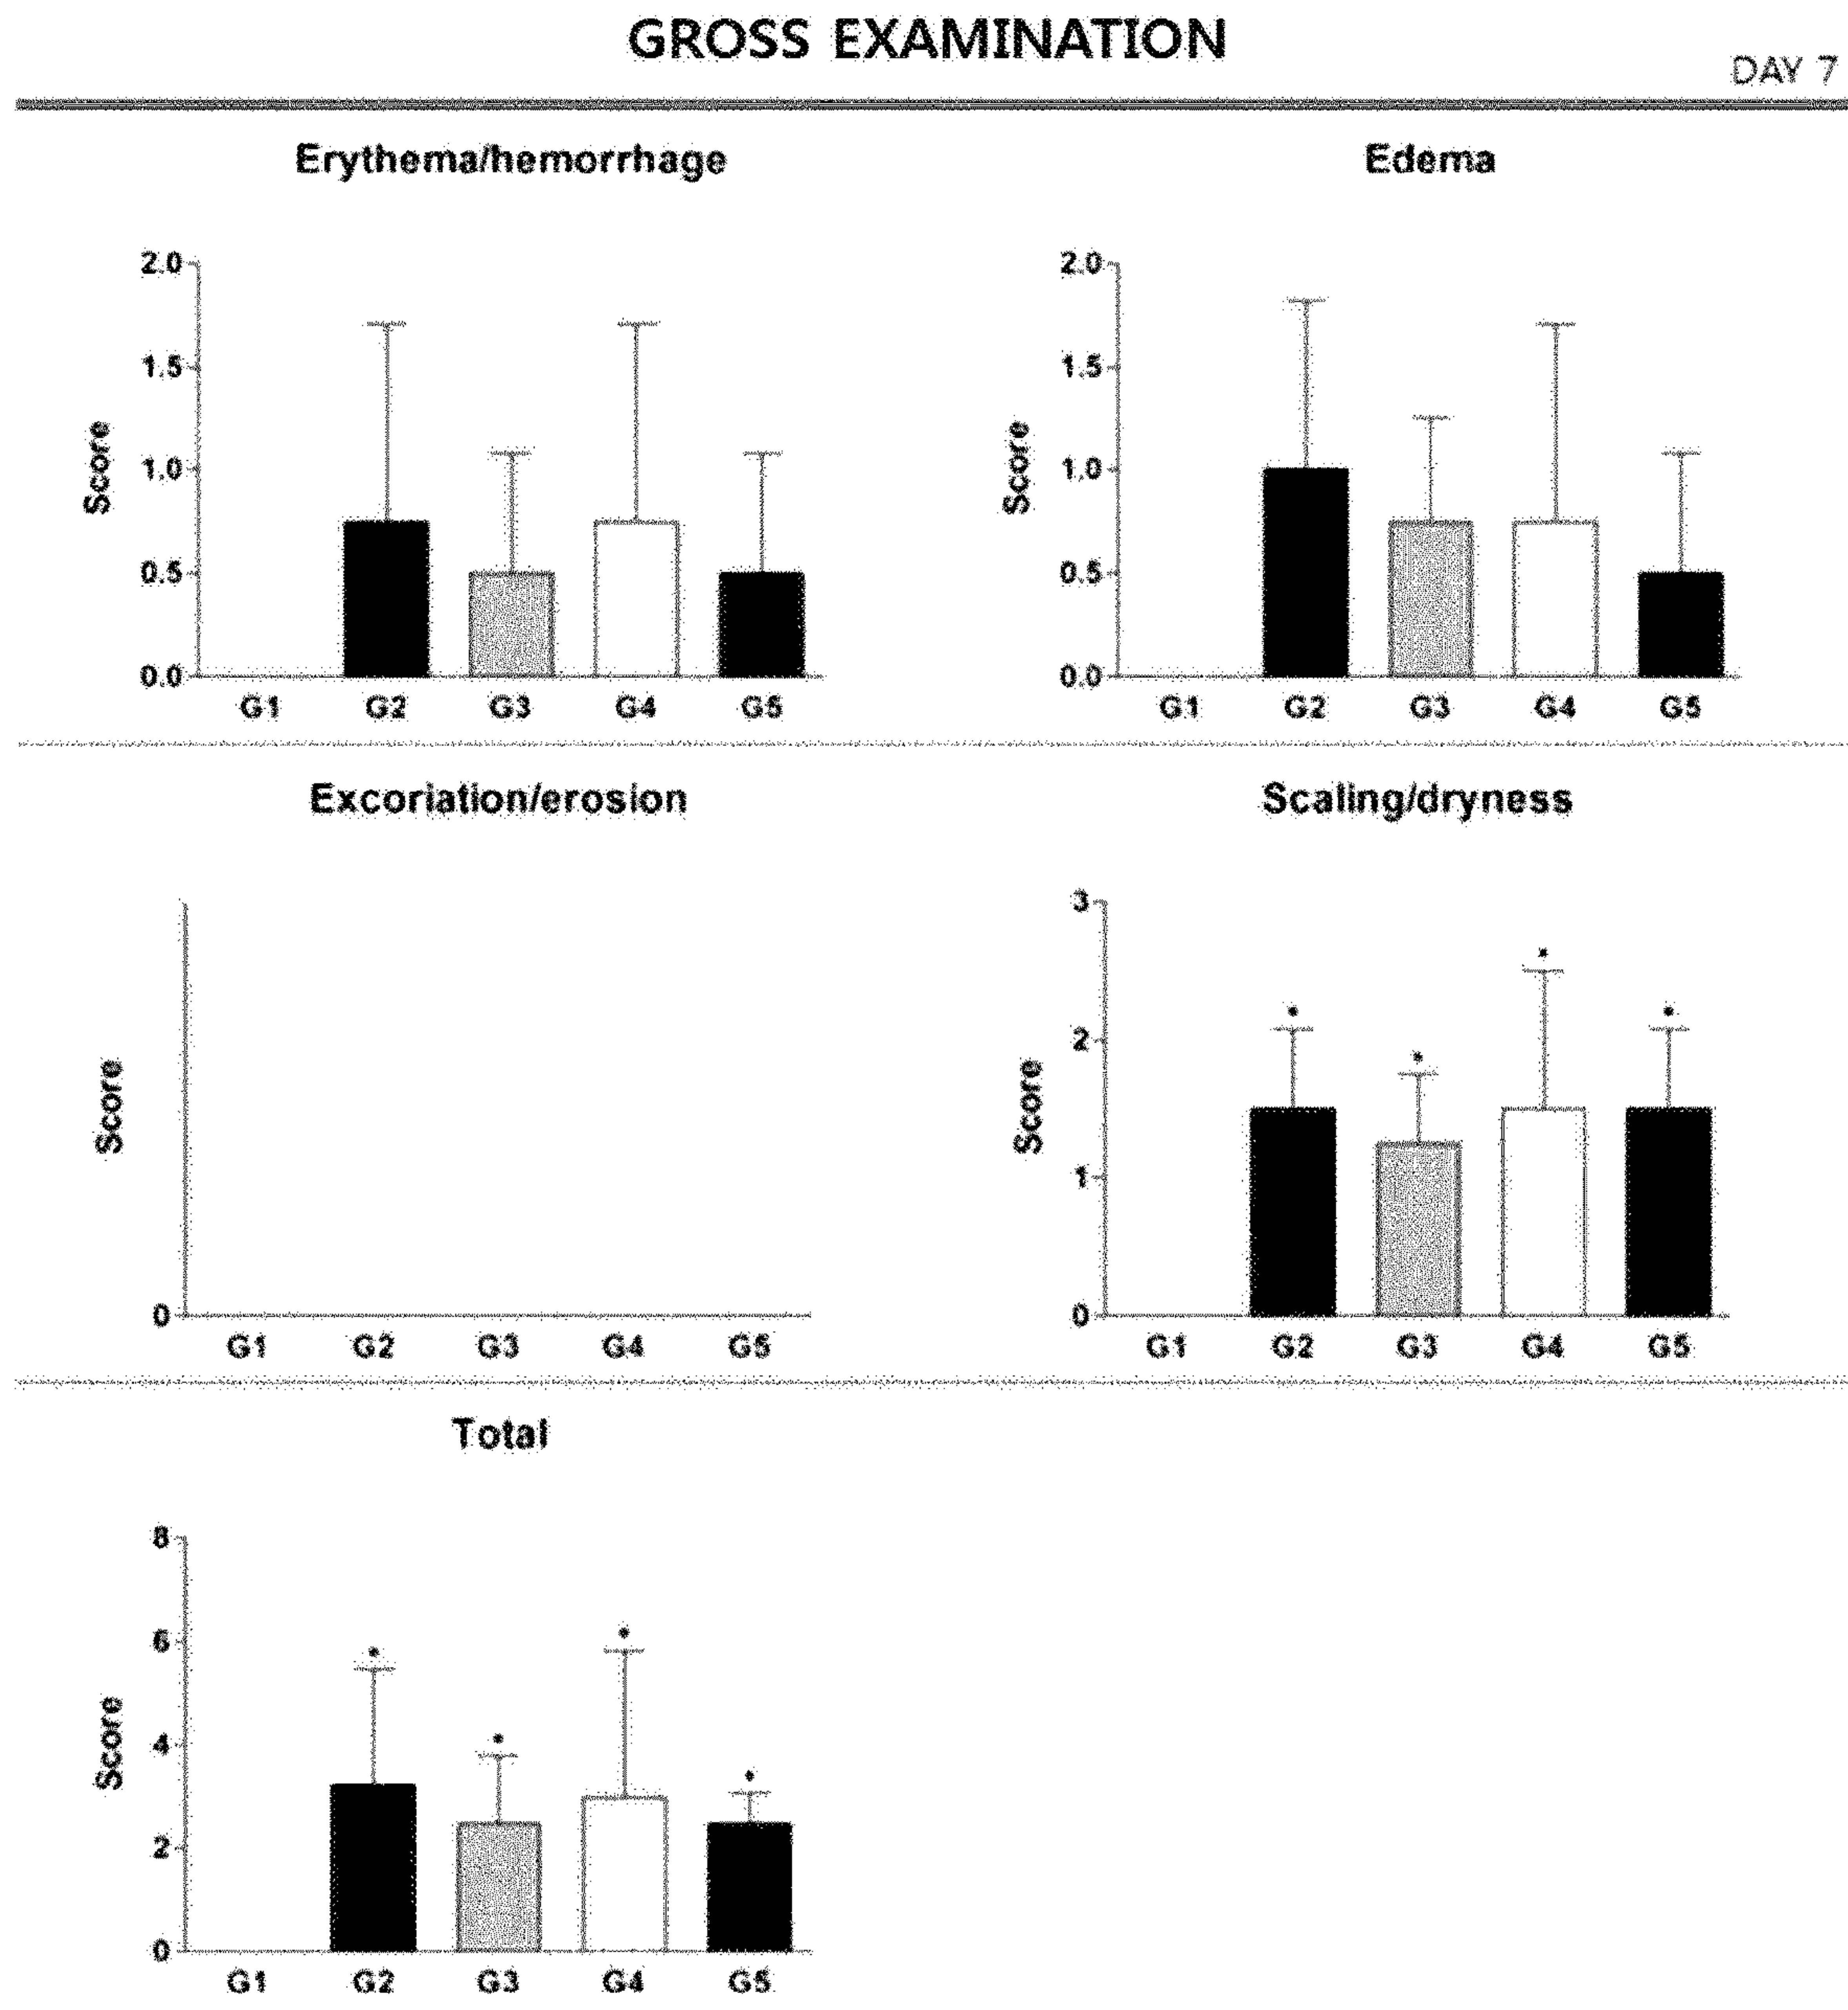 GROSS EXAMINATION
DAY 7
Erythema/hemorrhage
Score
2.0
1.5
1.0
0.5
0.0
G1 G2 G3 G4 G5
Edema
Score
2.0
1.5
1.0
0.5
0.0
G1 G2 G3 G4 G5
Excoriation/erosion
Score
0
G1 G2 G3 G4 G5
Scaling/dryness
Score
3
2
1
0
G1 G2 G3 G4 G5
Total
Score
8
6
4
2
0
G1 G2 G3 G4 G5